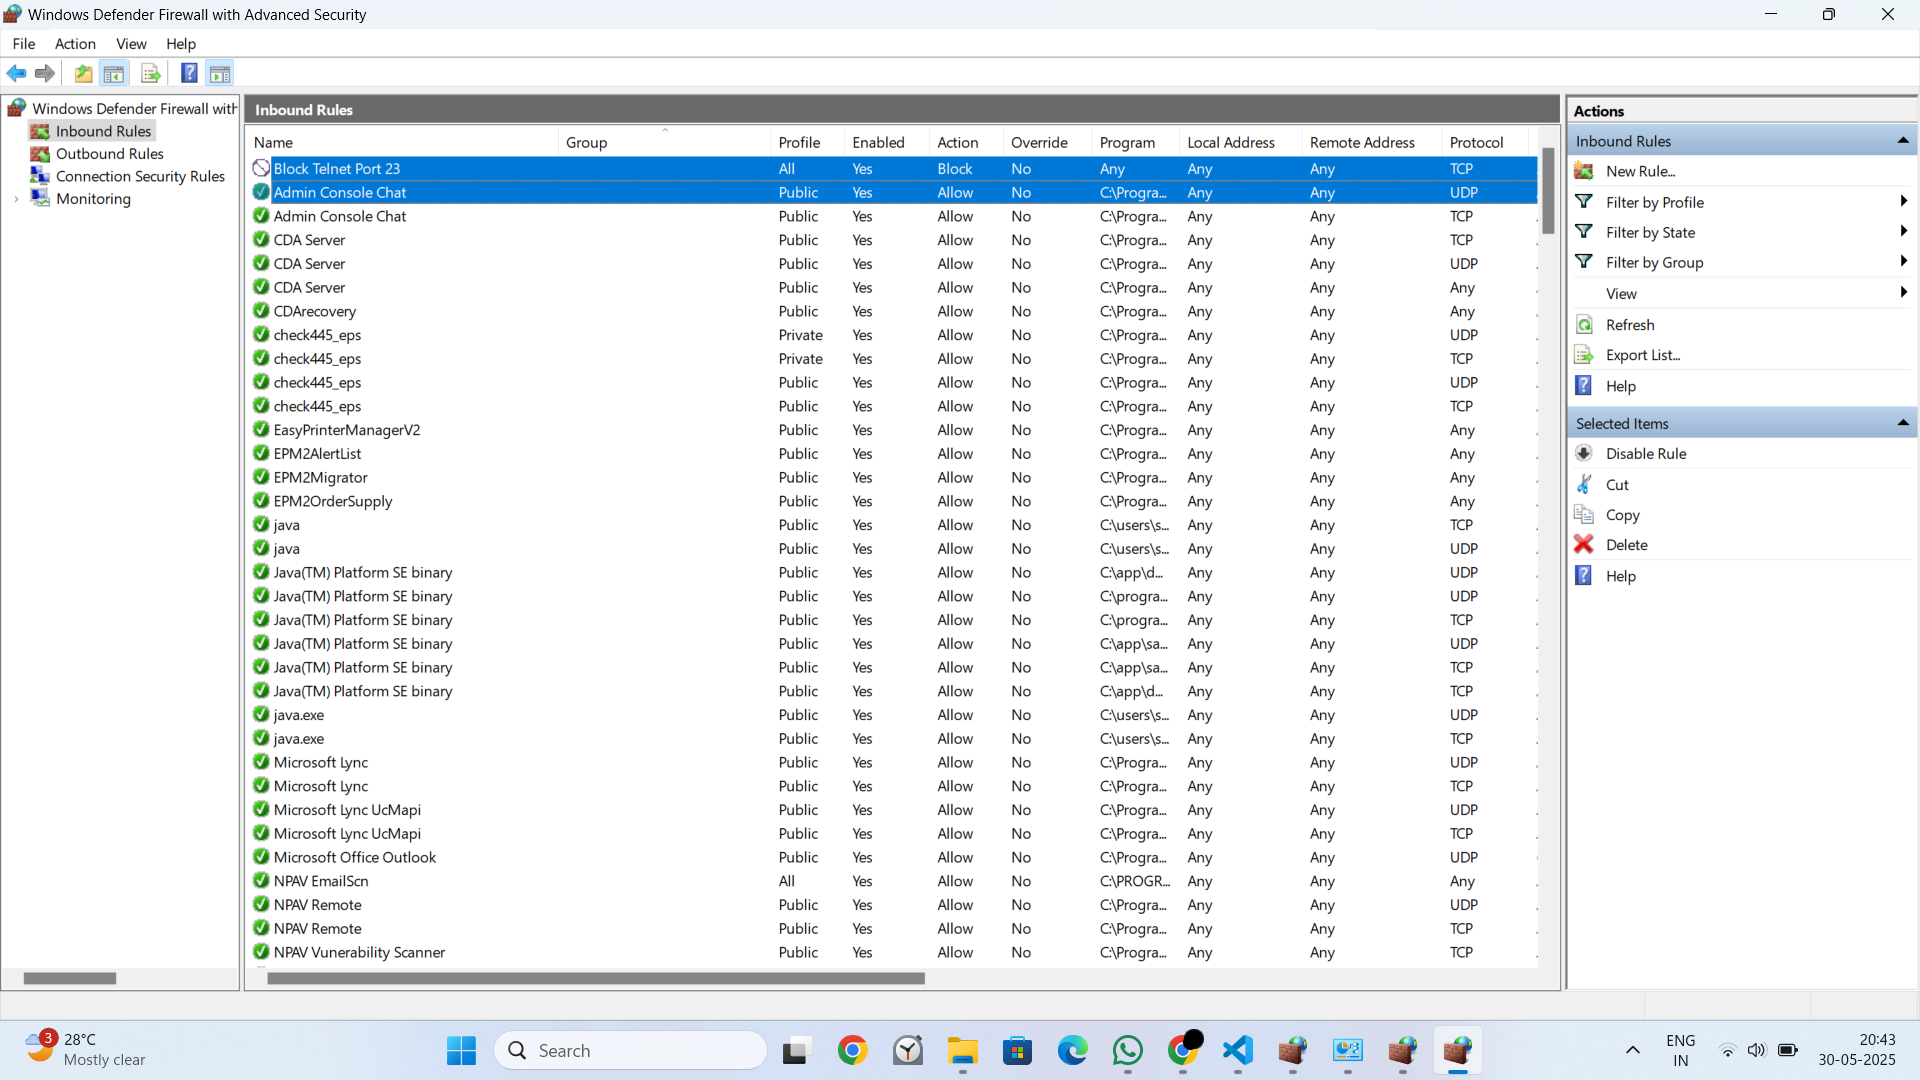 Windows Defender Firewall with Advanced Security
File Action View Help
Windows Defender Firewall with
Inbound Rules
Outbound Rules
Connection Security Rules
Monitoring
Inbound Rules
Name Group Profile Enabled Action Override Program Local Address Remote Address Protocol
Block Telnet Port 23 All Yes Block No Any Any Any TCP
Admin Console Chat Public Yes Allow No C:\Progra... Any Any UDP
Admin Console Chat Public Yes Allow No C:\Progra... Any Any TCP
CDA Server Public Yes Allow No C:\Progra... Any Any TCP
CDA Server Public Yes Allow No C:\Progra... Any Any UDP
CDA Server Public Yes Allow No C:\Progra... Any Any Any
CDArecovery Public Yes Allow No C:\Progra... Any Any Any
check445_eps Private Yes Allow No C:\Progra... Any Any UDP
check445_eps Private Yes Allow No C:\Progra... Any Any TCP
check445_eps Public Yes Allow No C:\Progra... Any Any UDP
check445_eps Public Yes Allow No C:\Progra... Any Any TCP
EasyPrinterManagerV2 Public Yes Allow No C:\Progra... Any Any Any
EPM2AlertList Public Yes Allow No C:\Progra... Any Any Any
EPM2Migrator Public Yes Allow No C:\Progra... Any Any Any
EPM2OrderSupply Public Yes Allow No C:\Progra... Any Any Any
java Public Yes Allow No C:\users\s... Any Any TCP
java Public Yes Allow No C:\users\s... Any Any UDP
Java(TM) Platform SE binary Public Yes Allow No C:\app\d... Any Any UDP
Java(TM) Platform SE binary Public Yes Allow No C:\progra... Any Any UDP
Java(TM) Platform SE binary Public Yes Allow No C:\progra... Any Any TCP
Java(TM) Platform SE binary Public Yes Allow No C:\app\sa... Any Any UDP
Java(TM) Platform SE binary Public Yes Allow No C:\app\sa... Any Any TCP
Java(TM) Platform SE binary Public Yes Allow No C:\app\d... Any Any TCP
java.exe Public Yes Allow No C:\users\s... Any Any UDP
java.exe Public Yes Allow No C:\users\s... Any Any TCP
Microsoft Lync Public Yes Allow No C:\Progra... Any Any UDP
Microsoft Lync Public Yes Allow No C:\Progra... Any Any TCP
Microsoft Lync UcMapi Public Yes Allow No C:\Progra... Any Any UDP
Microsoft Lync UcMapi Public Yes Allow No C:\Progra... Any Any TCP
Microsoft Office Outlook Public Yes Allow No C:\Progra... Any Any UDP
NPAV EmailScn All Yes Allow No C:\PROGR... Any Any Any
NPAV Remote Public Yes Allow No C:\Progra... Any Any UDP
NPAV Remote Public Yes Allow No C:\Progra... Any Any TCP
NPAV Vunerability Scanner Public Yes Allow No C:\Progra... Any Any TCP
Actions
Inbound Rules
New Rule...
Filter by Profile
Filter by State
Filter by Group
View
Refresh
Export List...
Help
Selected Items
Disable Rule
Cut
Copy
Delete
Help
3
28°C
Mostly clear
Search
ENG
IN
20:43
30-05-2025